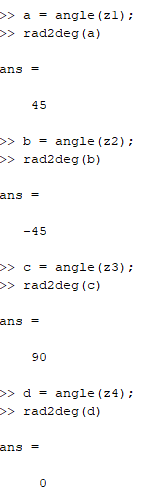 >> a = angle(z1);
>> rad2deg(a)
ans =
45
>> b = angle(z2);
>> rad2deg(b)
ans =
-45
>> c = angle(z3);
>> rad2deg(c)
ans =
90
>> d = angle(z4);
>> rad2deg(d)
ans =
0